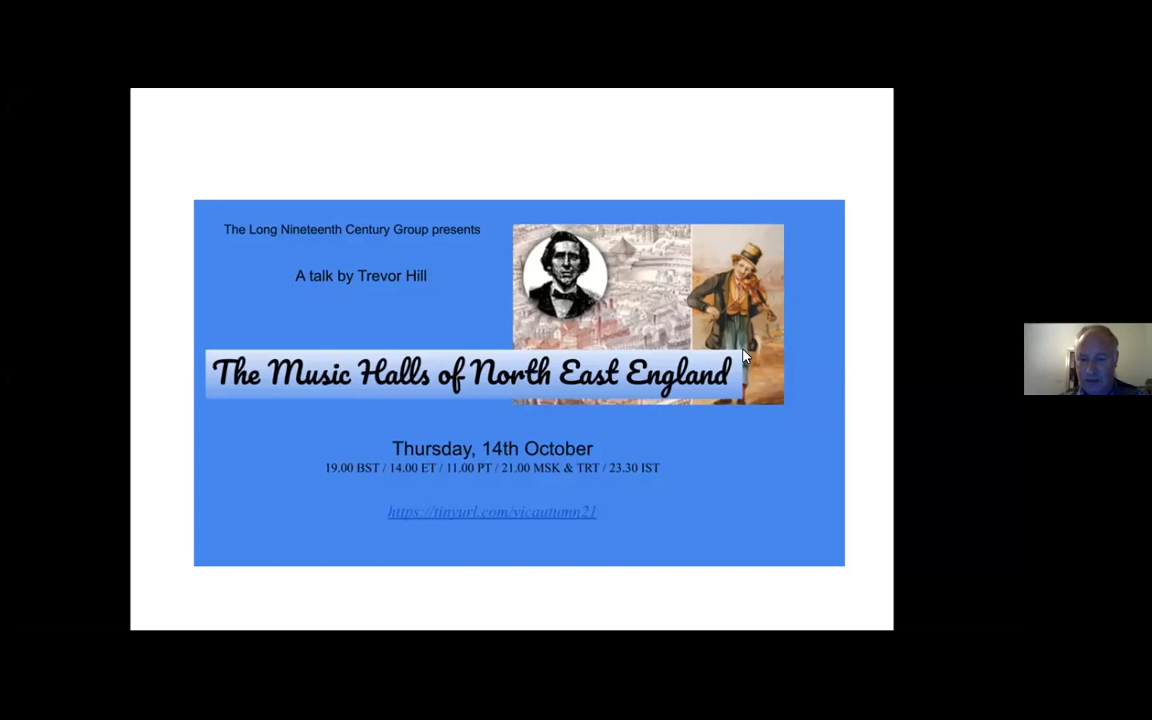 The Long Nineteenth Century Group presents
A talk by Trevor Hill
The Music Halls of North East England
Thursday, 14th October
19.00 BST / 14.00 ET / 11.00 PT / 21.00 MSK & TRT / 23.30 IST
https://tinyurl.com/vicautumn21